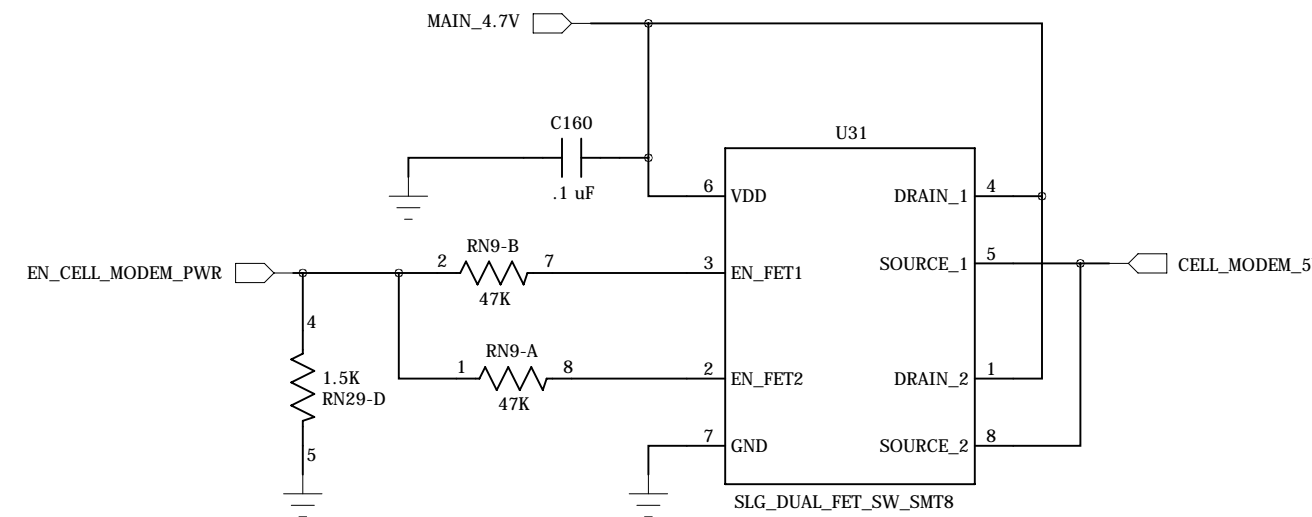 MAIN_4.7V
C160
.1 uF
U31
6 VDD
DRAIN_1 4
EN_CELL_MODEM_PWR
2 RN9-B 7
47K
3 EN_FET1
SOURCE_1 5
CELL_MODEM_5
4
1.5K
RN29-D
5
1 RN9-A 8
47K
2 EN_FET2
DRAIN_2 1
7 GND
SOURCE_2 8
SLG_DUAL_FET_SW_SMT8